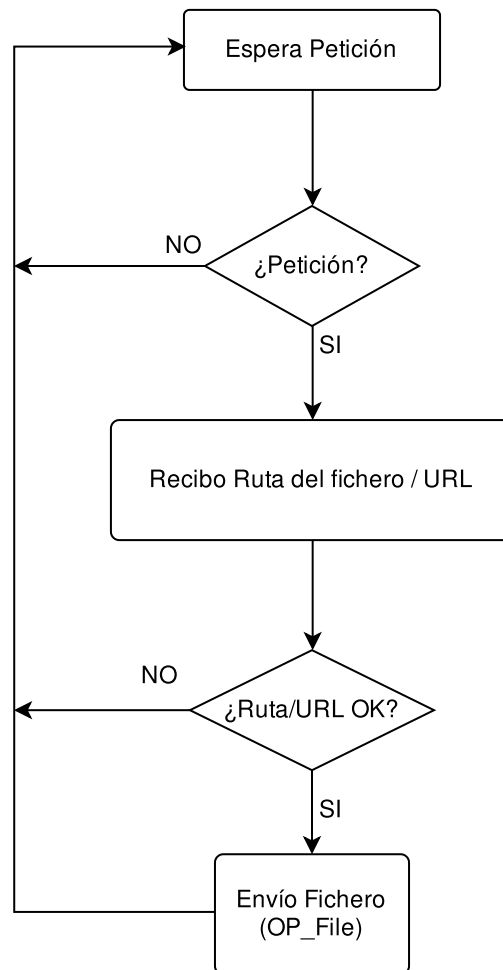 Espera Petición
NO
¿Petición?
SI
Recibo Ruta del fichero / URL
NO
¿Ruta/URL OK?
SI
Envío Fichero
(OP_File)